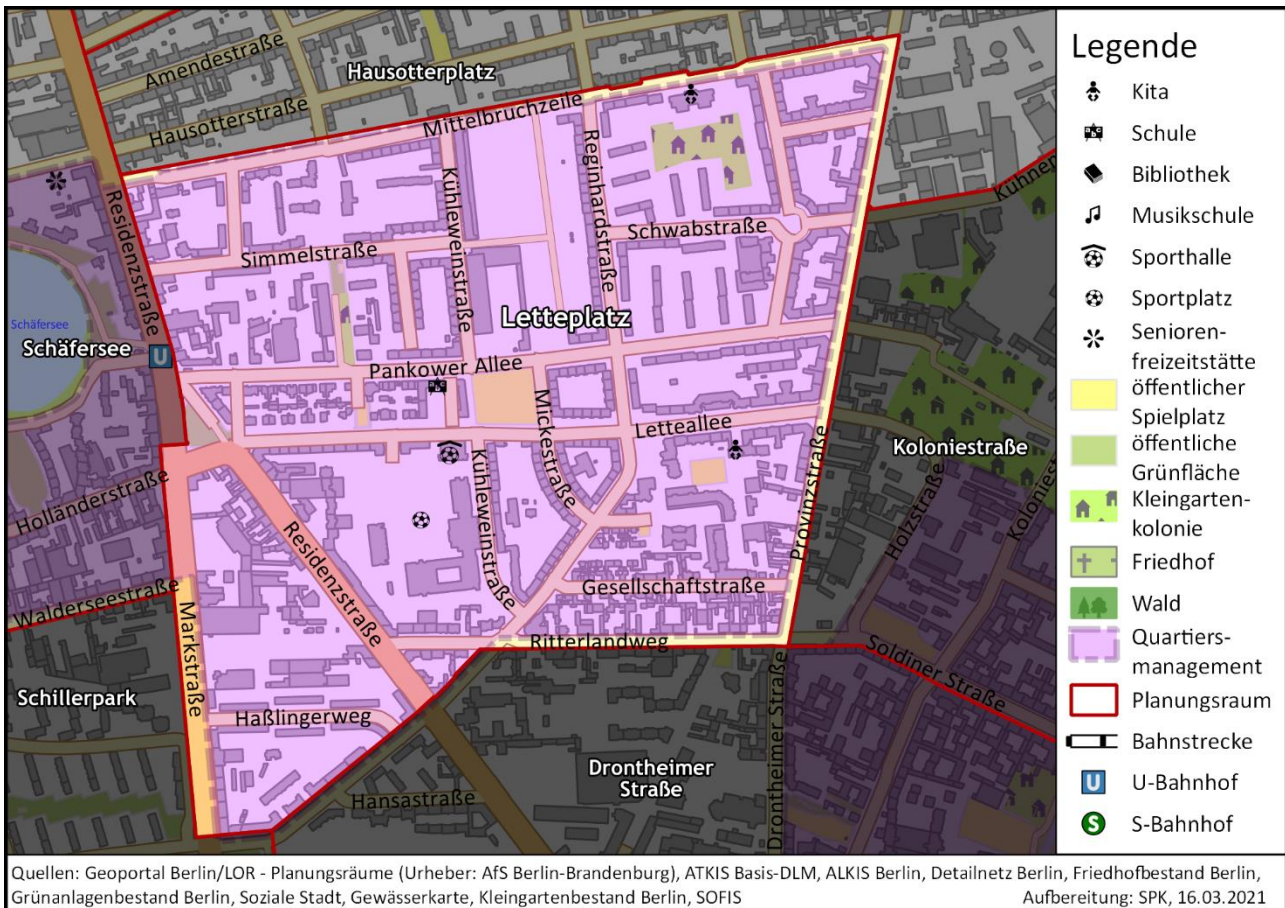 Amendestraße
Hausotterplatz
Hausotterstraße
Mittelbruchzeile
Reginhardstraße
Kühleweinstraße
Residenzstraße
Simmelstraße
Schwabstraße
Kühnem
Letteplatz
Schäfersee
Schäfersee
U
Pankower Allee
Mickestraße
Letteallee
Koloniestraße
Holländerstraße
Residenzstraße
Kühleweinstraße
Provinzstraße
Holzstraße
Koloniest
Gesellschaftstraße
Walderseestraße
Markstraße
Ritterlandweg
Soldiner Straße
Schillerpark
Haßlingerweg
Drontheimer
Straße
Drontheimer Straße
Hansastraße
Legende
Kita
Schule
Bibliothek
Musikschule
Sporthalle
Sportplatz
Senioren-
freizeitstätte
öffentlicher
Spielplatz
öffentliche
Grünfläche
Kleingarten-
kolonie
Friedhof
Wald
Quartiers-
management
Planungsraum
Bahnstrecke
U U-Bahnhof
S S-Bahnhof
Quellen: Geoportal Berlin/LOR - Planungsräume (Urheber: AfS Berlin-Brandenburg), ATKIS Basis-DLM, ALKIS Berlin, Detailnetz Berlin, Friedhofbestand Berlin,
Grünanlagenbestand Berlin, Soziale Stadt, Gewässerkarte, Kleingartenbestand Berlin, SOFIS
Aufbereitung: SPK, 16.03.2021